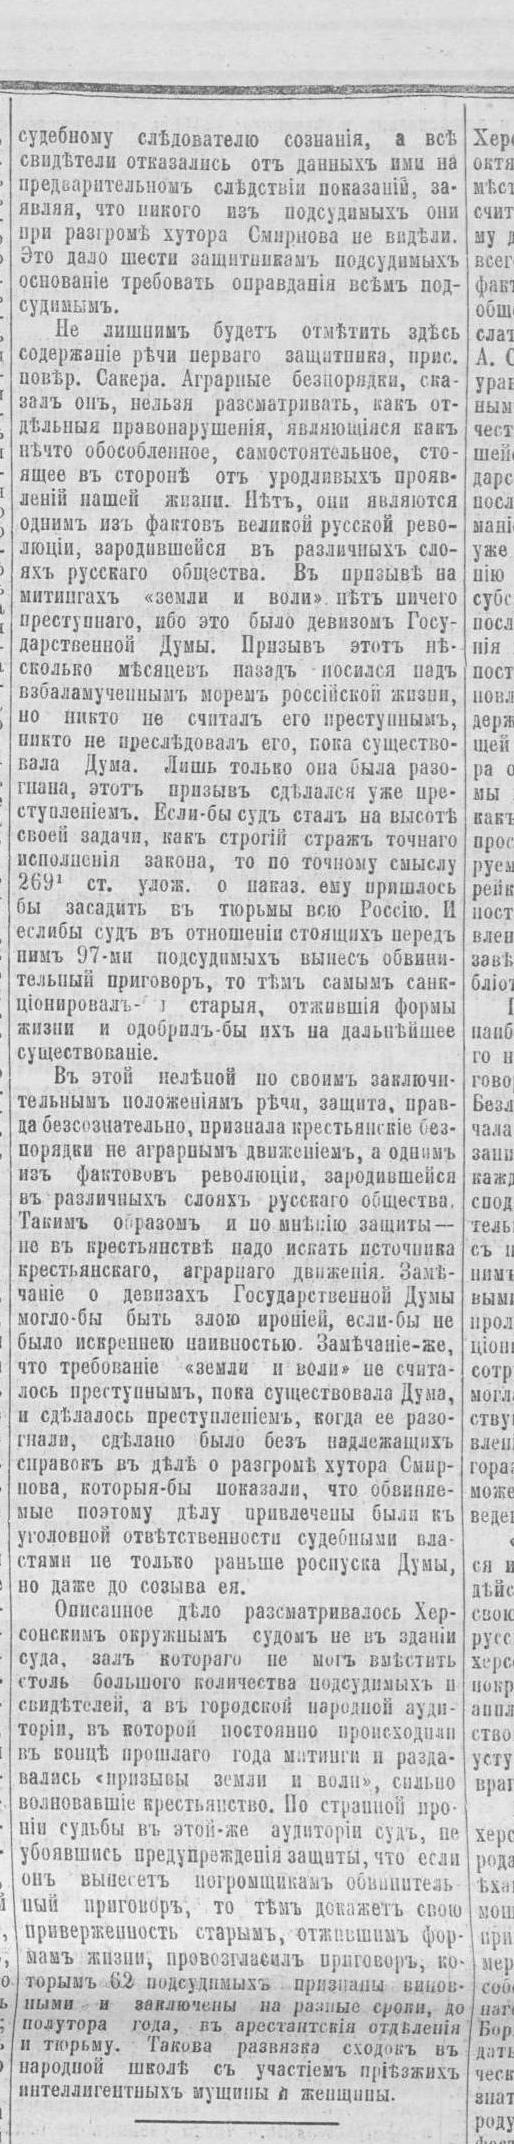 судебному слѣдователю сознанія, а всѣ
свидѣтели отказались отъ данныхъ ими на
предварительномъ слѣдствіи показаній, за-
являя, что никого изъ подсудимыхъ они
при разгромѣ хутора Смирнова не видѣли.
Это дало шести защитникамъ подсудимыхъ
основаніе требовать оправданія всѣмъ под-
судимымъ.
Не лишнимъ будетъ отмѣтить здѣсь
содержаніе рѣчи перваго защитника, прис.
повѣр. Сакера. Аграрные безпорядки, ска-
залъ онъ, нельзя разсматривать, какъ от-
дѣльныя правонарушенія, являющіяся какъ
нѣчто обособленное, самостоятельное, сто-
ящее въ сторонѣ отъ уродливыхъ прояв-
леній нашей жизни. Нѣтъ, они являются
однимъ изъ фактовъ великой русской рево-
люціи, зародившейся въ различныхъ сло-
яхъ русскаго общества. Въ призывѣ на
митингахъ «земли и воли» нѣтъ ничего
преступнаго, ибо это было девизомъ Госу-
дарственной Думы. Призывъ этотъ нѣ-
сколько мѣсяцевъ назадъ носился надъ
взбаламученнымъ моремъ россійской жизни,
но никто не считалъ его преступнымъ,
никто не преслѣдовалъ его, пока существо-
вала Дума. Лишь только она была разо-
гнана, этотъ призывъ сдѣлался уже пре-
ступленіемъ. Если-бы судъ сталъ на высотѣ
своей задачи, какъ строгій стражъ точнаго
исполненія закона, то по точному смыслу
269¹ ст. улож. о наказ. ему пришлось
бы засадить въ тюрьмы всю Россію. И
еслибы судъ въ отношеніи стоящихъ передъ
нимъ 97-ми подсудимыхъ вынесъ обвини-
тельный приговоръ, то тѣмъ самымъ санк-
ціонировалъ- старыя, отжившія формы
жизни и одобрилъ-бы ихъ на дальнѣйшее
существованіе.
Въ этой нелѣпой по своимъ заключи-
тельнымъ положеніямъ рѣчи, защита, прав-
да безсознательно, признала крестьянскіе без-
порядки не аграрнымъ движеніемъ, а однимъ
изъ фактововъ революціи, зародившейся
въ различныхъ слояхъ русскаго общества.
Такимъ образомъ и по мнѣнію защиты—
не въ крестьянствѣ надо искать источника
крестьянскаго, аграрнаго движенія. Замѣ-
чаніе о девизахъ Государственной Думы
могло-бы быть злою ироніей, если-бы не
было искреннею наивностью. Замѣчаніе-же,
что требованіе «земли и воли» не счита-
лось преступнымъ, пока существовала Дума,
и сдѣлалось преступленіемъ, когда ее разо-
гнали, сдѣлано было безъ надлежащихъ
справокъ въ дѣлѣ о разгромѣ хутора Смир-
нова, которыя-бы показали, что обвиняе-
мые поэтому дѣлу привлечены были къ
уголовной отвѣтственности судебными вла-
стями не только раньше роспуска Думы,
но даже до созыва ея.
Описанное дѣло разсматривалось Хер-
сонскимъ окружнымъ судомъ не въ зданіи
суда, залъ котораго не могъ вмѣстить
столь большого количества подсудимыхъ и
свидѣтелей, а въ городской народной ауди-
торіи, въ которой постоянно происходили
въ концѣ прошлаго года митинги и разда-
вались «призывы земли и воли», сильно
волновавшіе крестьянство. По странной иро-
ніи судьбы въ этой-же аудиторіи судъ, не
убоявшись предупрежденія защиты, что если
онъ вынесетъ погромщикамъ обвинитель
ный приговоръ, то тѣмъ докажетъ свою
приверженность старымъ, отжившимъ фор-
мамъ жизни, провозгласилъ приговоръ, ко-
торымъ 62 подсудимыхъ признаны винов-
ными и заключены на разные сроки, до
полутора года, въ арестантскія отдѣленія
и тюрьму. Такова развязка сходокъ въ
народной школѣ съ участіемъ пріѣзжихъ
интеллигентныхъ мущины и женщины.